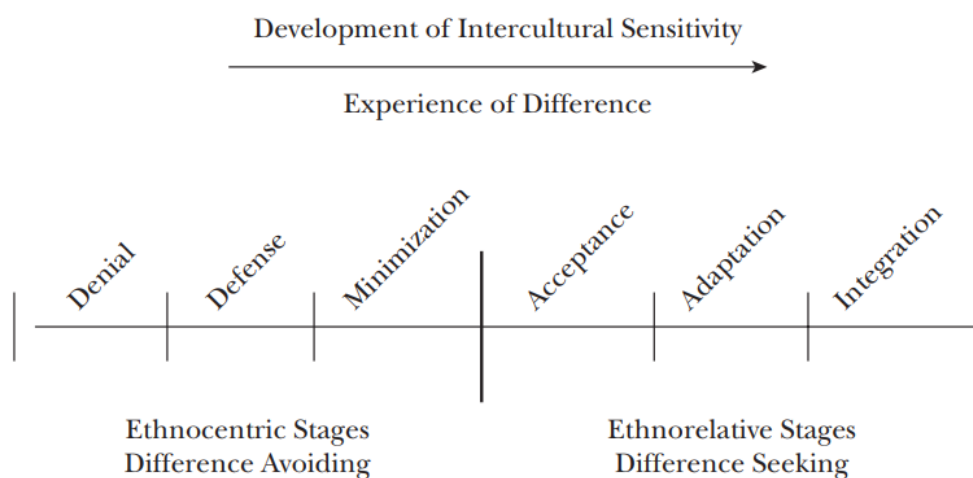 Development of Intercultural Sensitivity
Experience of Difference
Denial
Defense
Minimization
Acceptance
Adaptation
Integration
Ethnocentric Stages
Difference Avoiding
Ethnorelative Stages
Difference Seeking